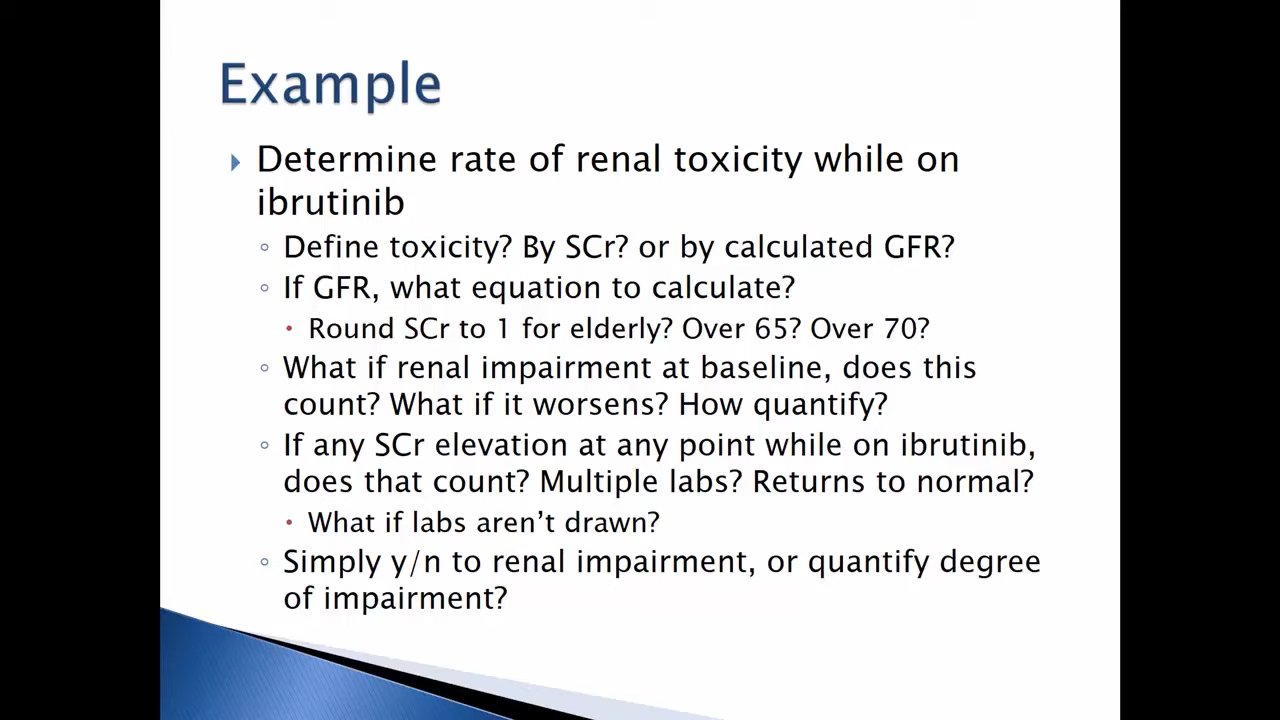 Example
Determine rate of renal toxicity while on
ibrutinib
Define toxicity? By SCr? or by calculated GFR?
If GFR, what equation to calculate?
Round SCr to 1 for elderly? Over 65? Over 70?
What if renal impairment at baseline, does this
count? What if it worsens? How quantify?
If any SCr elevation at any point while on ibrutinib,
does that count? Multiple labs? Returns to normal?
What if labs aren’t drawn?
Simply y/n to renal impairment, or quantify degree
of impairment?